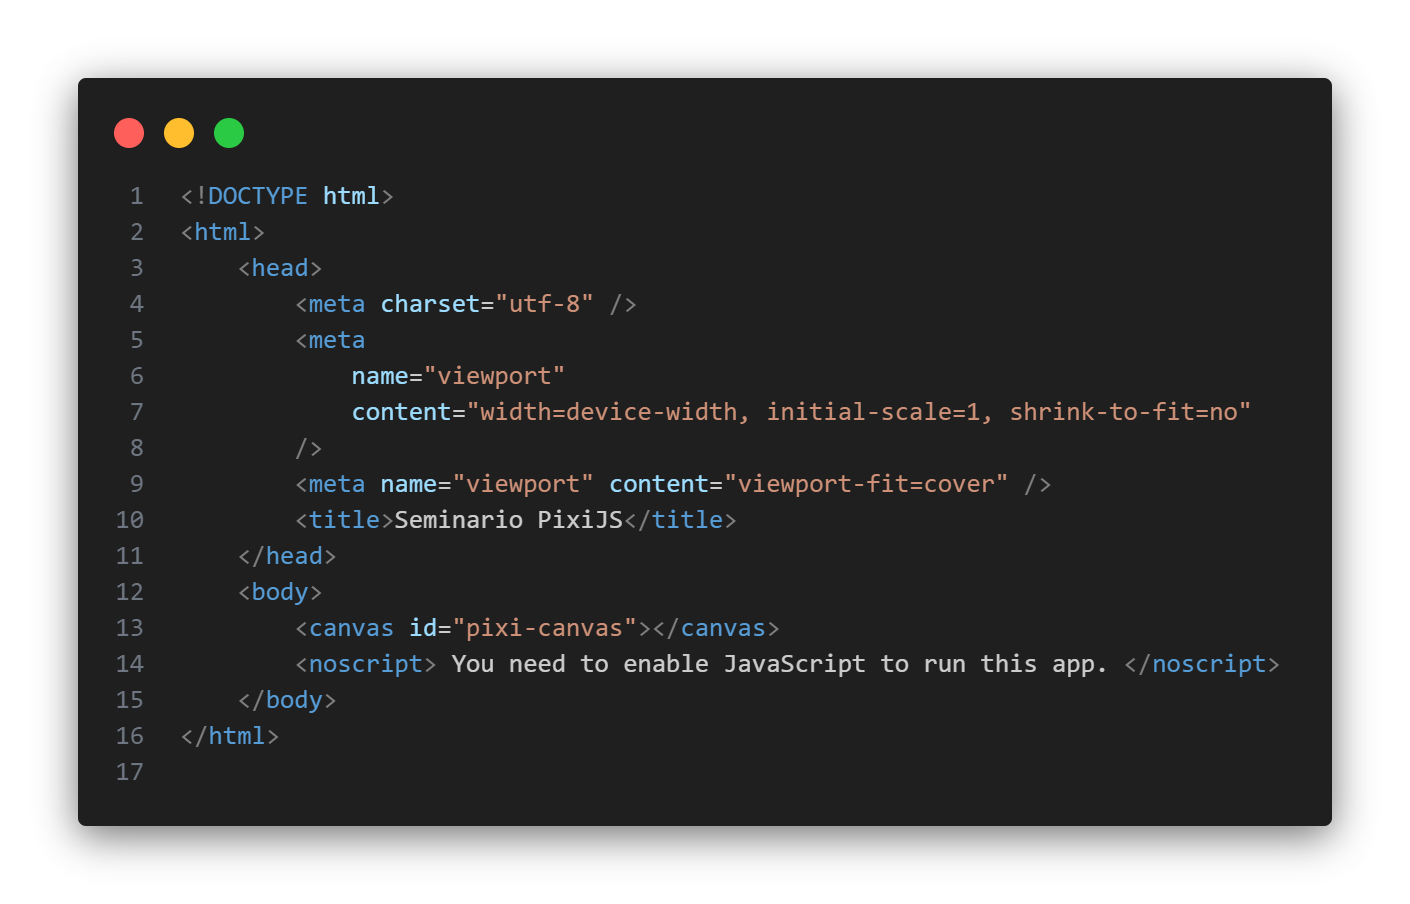 1 <!DOCTYPE html>
2 <html>
3     <head>
4         <meta charset="utf-8" />
5         <meta
6             name="viewport"
7             content="width=device-width, initial-scale=1, shrink-to-fit=no"
8         />
9         <meta name="viewport" content="viewport-fit=cover" />
10         <title>Seminario PixiJS</title>
11     </head>
12     <body>
13         <canvas id="pixi-canvas"></canvas>
14         <noscript> You need to enable JavaScript to run this app. </noscript>
15     </body>
16 </html>
17